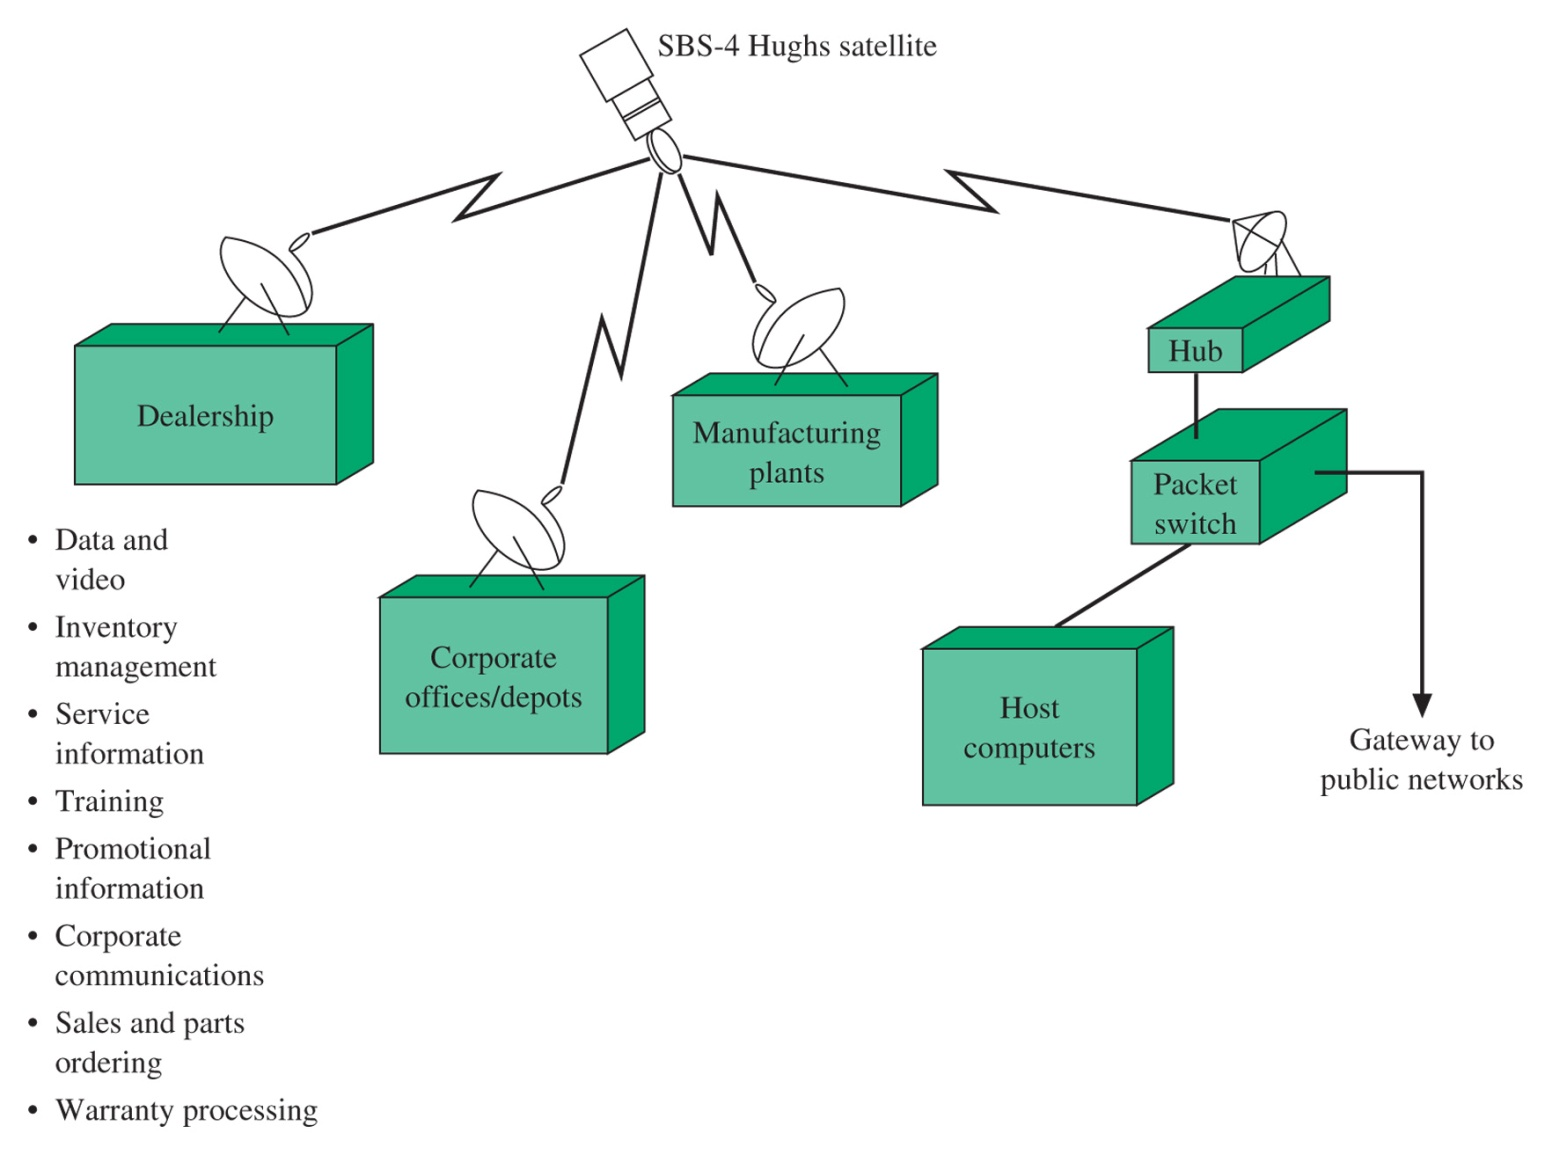 SBS-4 Hughs satellite
Dealership
Manufacturing
plants
Hub
Packet
switch
Corporate
offices/depots
Host
computers
Gateway to
public networks
• Data and
video
• Inventory
management
• Service
information
• Training
• Promotional
information
• Corporate
communications
• Sales and parts
ordering
• Warranty processing